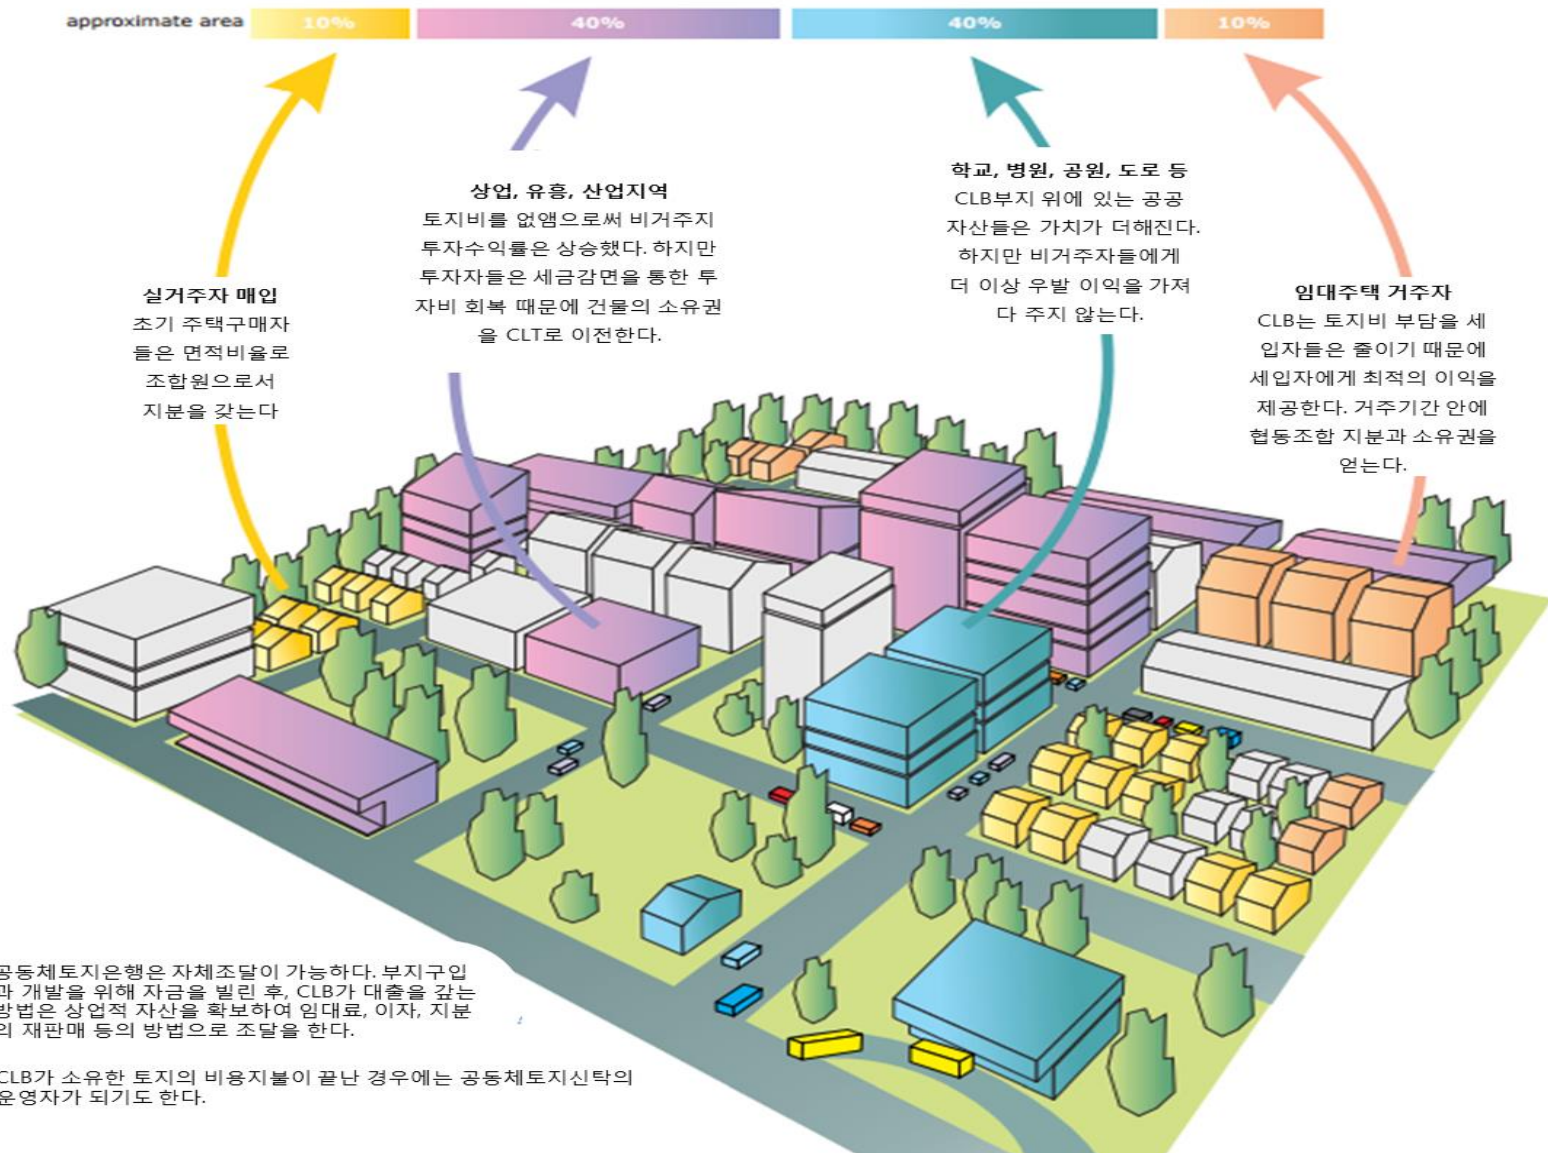 approximate area 10% 40% 40% 10%
실거주자 매입
초기 주택구매자
들은 면적비율로
조합원으로서
지분을 갖는다
상업, 유흥, 산업지역
토지비를 없앰으로써 비거주지
투자수익률은 상승했다. 하지만
투자자들은 세금감면을 통한 투
자비 회복 때문에 건물의 소유권
을 CLT로 이전한다.
학교, 병원, 공원, 도로 등
CLB부지 위에 있는 공공
자산들은 가치가 더해진다.
하지만 비거주자들에게
더 이상 우발 이익을 가져
다 주지 않는다.
임대주택 거주자
CLB는 토지비 부담을 세
입자들은 줄이기 때문에
세입자에게 최적의 이익을
제공한다. 거주기간 안에
협동조합 지분과 소유권을
얻는다.
공동체토지은행은 자체조달이 가능하다. 부지구입
과 개발을 위해 자금을 빌린 후, CLB가 대출을 갚는
방법은 상업적 자산을 확보하여 임대료, 이자, 지분
의 재판매 등의 방법으로 조달을 한다.
CLB가 소유한 토지의 비용지불이 끝난 경우에는 공동체토지신탁의
운영자가 되기도 한다.